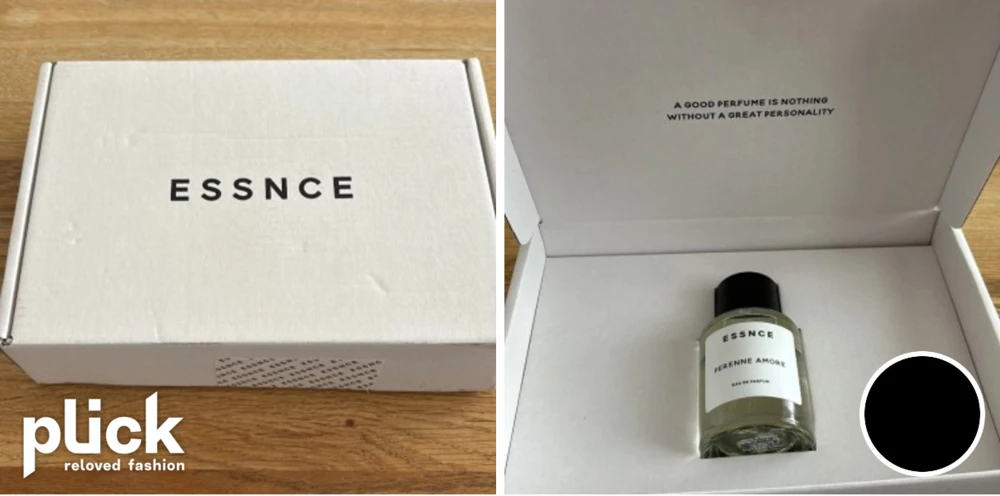 ESSNCE
plick
reloved fashion
A GOOD PERFUME IS NOTHING
WITHOUT A GREAT PERSONALITY
ESSNCE
PERENNE AMORE
EAU DE PARFUM